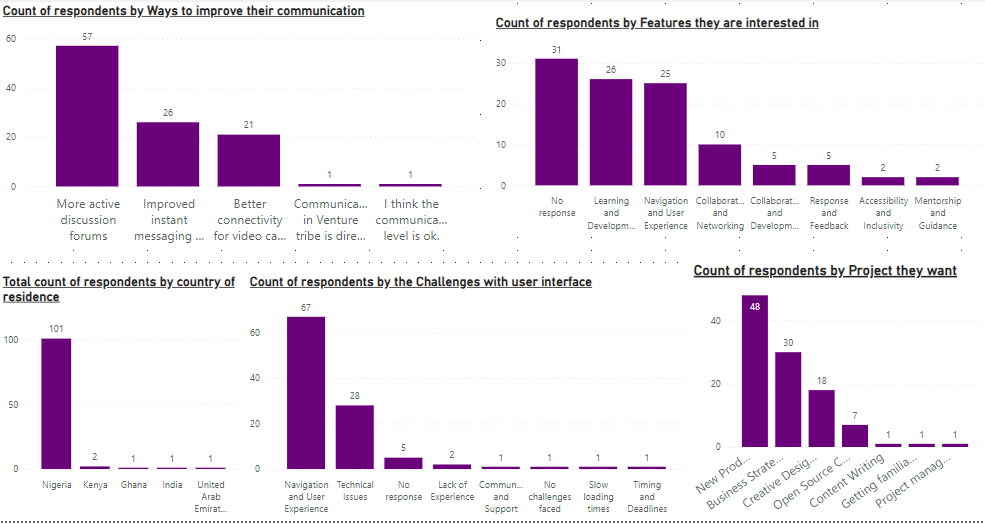 Count of respondents by Ways to improve their communication
60
40
20
0
57
26
21
1
1
More active
discussion
forums
Improved
instant
messaging ...
Better
connectivity
for video ca...
Communica...
in Venture
tribe is dire...
I think the
communica...
level is ok.
Count of respondents by Features they are interested in
30
20
10
0
31
26
25
10
5
5
2
2
No
response
Learning
and
Developm...
Navigation
and User
Experience
Collaborat...
and
Networking
Collaborat...
and
Developm...
Response
and
Feedback
Accessibility
and
Inclusivity
Mentorship
and
Guidance
Total count of respondents by country of
residence
100
50
0
101
2
1
1
1
Nigeria
Kenya
Ghana
India
United
Arab
Emirat...
Count of respondents by the Challenges with user interface
60
40
20
0
67
28
5
2
1
1
1
1
Navigation
and User
Experience
Technical
Issues
No
response
Lack of
Experience
Commun...
and
Support
No
challenges
faced
Slow
loading
times
Timing
and
Deadlines
Count of respondents by Project they want
40
20
0
48
30
18
7
1
1
1
New Prod...
Business Strate...
Creative Desig...
Open Source C...
Content Writing
Getting familia...
Project manag...